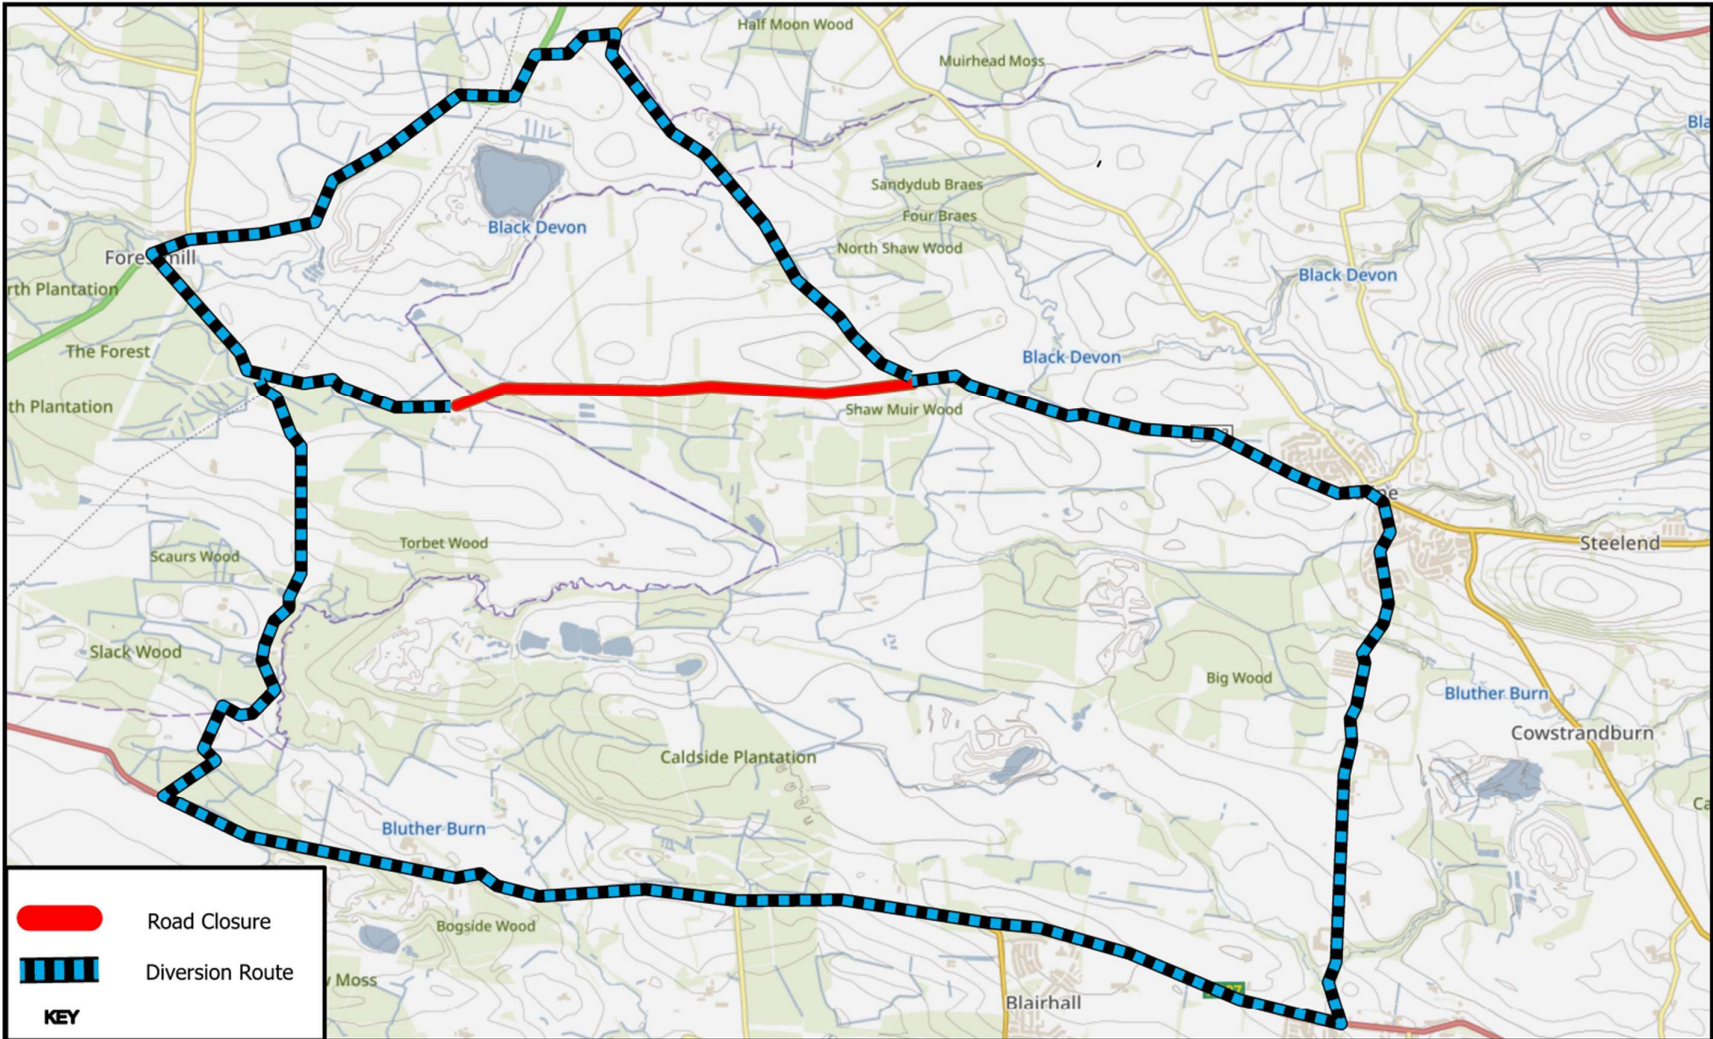 Half Moon Wood
Muirhead Moss
Sandydub Braes
Four Braes
Black Devon
North Shaw Wood
Black Devon
rth Plantation
The Forest
Black Devon
th Plantation
Shaw Muir Wood
Steelend
Torbet Wood
Scaurs Wood
Slack Wood
Big Wood
Bluther Burn
Cowstrandburn
Caldside Plantation
Bluther Burn
Bogside Wood
Moss
Blairhall
Road Closure
Diversion Route
KEY